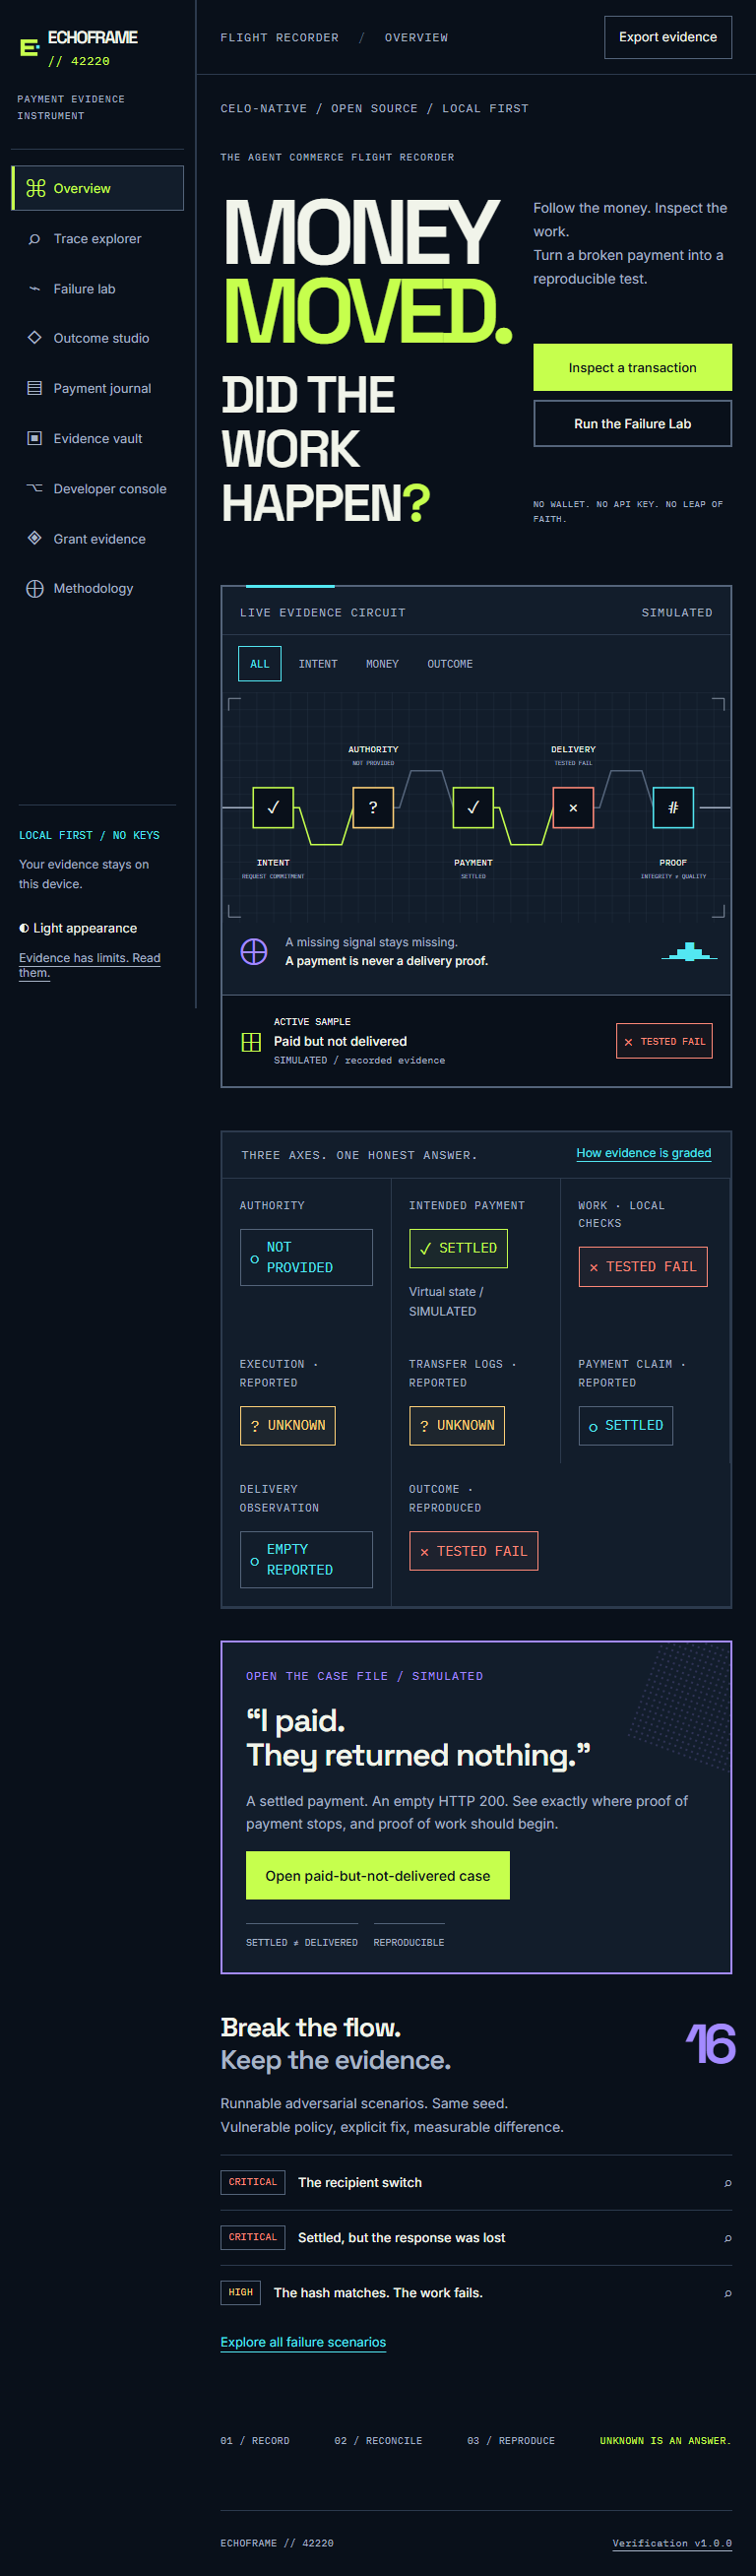 ECHOFRAME
// 42220
PAYMENT EVIDENCE
INSTRUMENT
Overview
Trace explorer
Failure lab
Outcome studio
Payment journal
Evidence vault
Developer console
Grant evidence
Methodology
LOCAL FIRST / NO KEYS
Your evidence stays on
this device.
Light appearance
Evidence has limits. Read
them.
FLIGHT RECORDER / OVERVIEW
Export evidence
CELO-NATIVE / OPEN SOURCE / LOCAL FIRST
THE AGENT COMMERCE FLIGHT RECORDER
MONEY
MOVED.
DID THE
WORK
HAPPEN?
Follow the money. Inspect the
work.
Turn a broken payment into a
reproducible test.
Inspect a transaction
Run the Failure Lab
NO WALLET. NO API KEY. NO LEAP OF
FAITH.
LIVE EVIDENCE CIRCUIT
SIMULATED
ALL INTENT MONEY OUTCOME
AUTHORITY
NOT PROVIDED
DELIVERY
TESTED FAIL
✓ ? ✓ × #
INTENT
REQUEST COMMITMENT
PAYMENT
SETTLED
PROOF
INTEGRITY ≠ QUALITY
A missing signal stays missing.
A payment is never a delivery proof.
ACTIVE SAMPLE
Paid but not delivered
SIMULATED / recorded evidence
× TESTED FAIL
THREE AXES. ONE HONEST ANSWER.
How evidence is graded
AUTHORITY
○ NOT
PROVIDED
INTENDED PAYMENT
✓ SETTLED
Virtual state /
SIMULATED
WORK · LOCAL
CHECKS
× TESTED FAIL
EXECUTION ·
REPORTED
? UNKNOWN
TRANSFER LOGS ·
REPORTED
? UNKNOWN
PAYMENT CLAIM ·
REPORTED
○ SETTLED
DELIVERY
OBSERVATION
○ EMPTY
REPORTED
OUTCOME ·
REPRODUCED
× TESTED FAIL
OPEN THE CASE FILE / SIMULATED
“I paid.
They returned nothing.”
A settled payment. An empty HTTP 200. See exactly where proof of
payment stops, and proof of work should begin.
Open paid-but-not-delivered case
SETTLED ≠ DELIVERED
REPRODUCIBLE
Break the flow.
Keep the evidence.
16
Runnable adversarial scenarios. Same seed.
Vulnerable policy, explicit fix, measurable difference.
CRITICAL The recipient switch
CRITICAL Settled, but the response was lost
HIGH The hash matches. The work fails.
Explore all failure scenarios
01 / RECORD
02 / RECONCILE
03 / REPRODUCE
UNKNOWN IS AN ANSWER.
ECHOFRAME // 42220
Verification v1.0.0